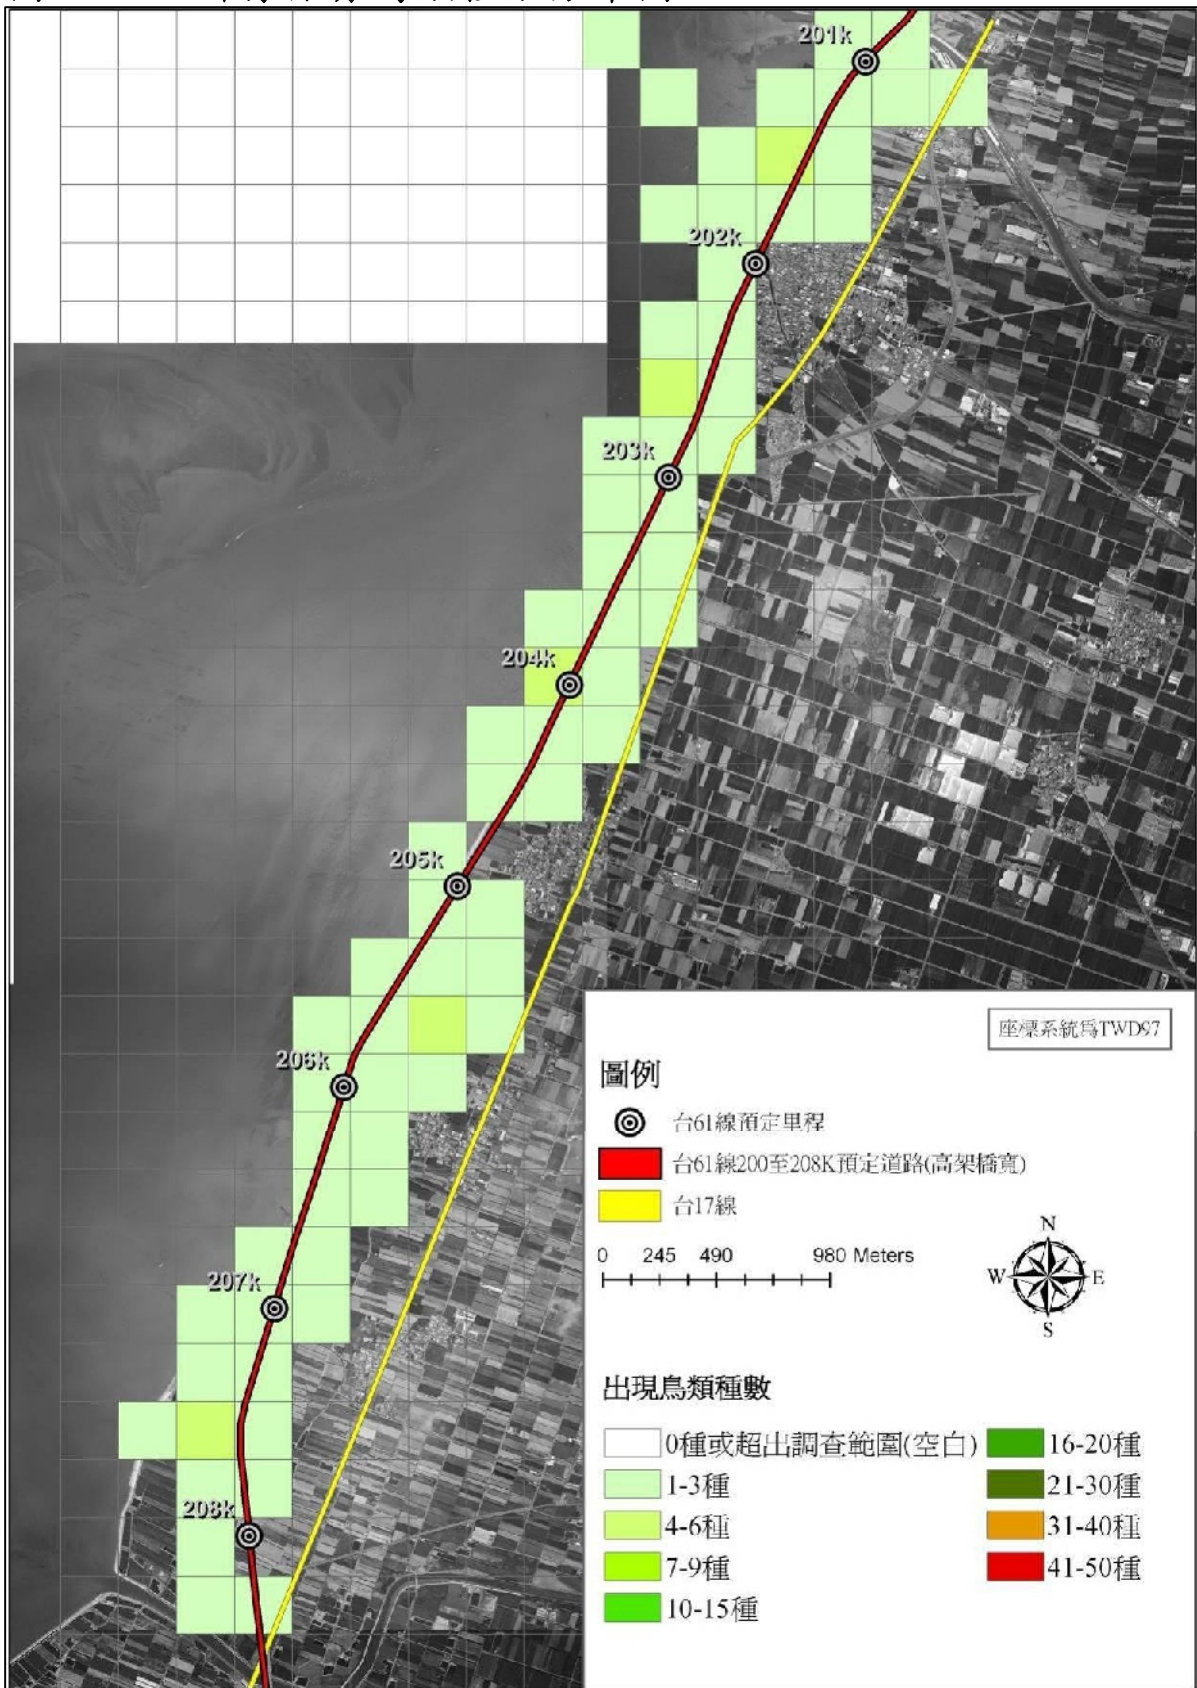 201k
202k
203k
204k
205k
206k
207k
208k
座標系統為TWD97
圖例
台61線預定里程
台61線200至208K預定道路(高架橋寬)
台17線
0 245 490 980 Meters
N
W E
S
出現鳥類種數
0種或超出調查範圍(空白)
1-3種
4-6種
7-9種
10-15種
16-20種
21-30種
31-40種
41-50種